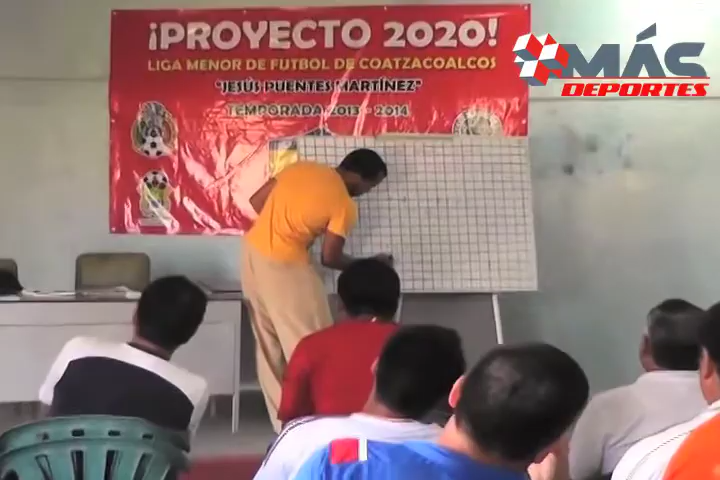 ¡PROYECTO 2020!
LIGA MENOR DE FUTBOL DE COATZACOALCOS
"JESÚS PUENTES MARTÍNEZ"
TEMPORADA 2013 - 2014
MÁS
DEPORTES